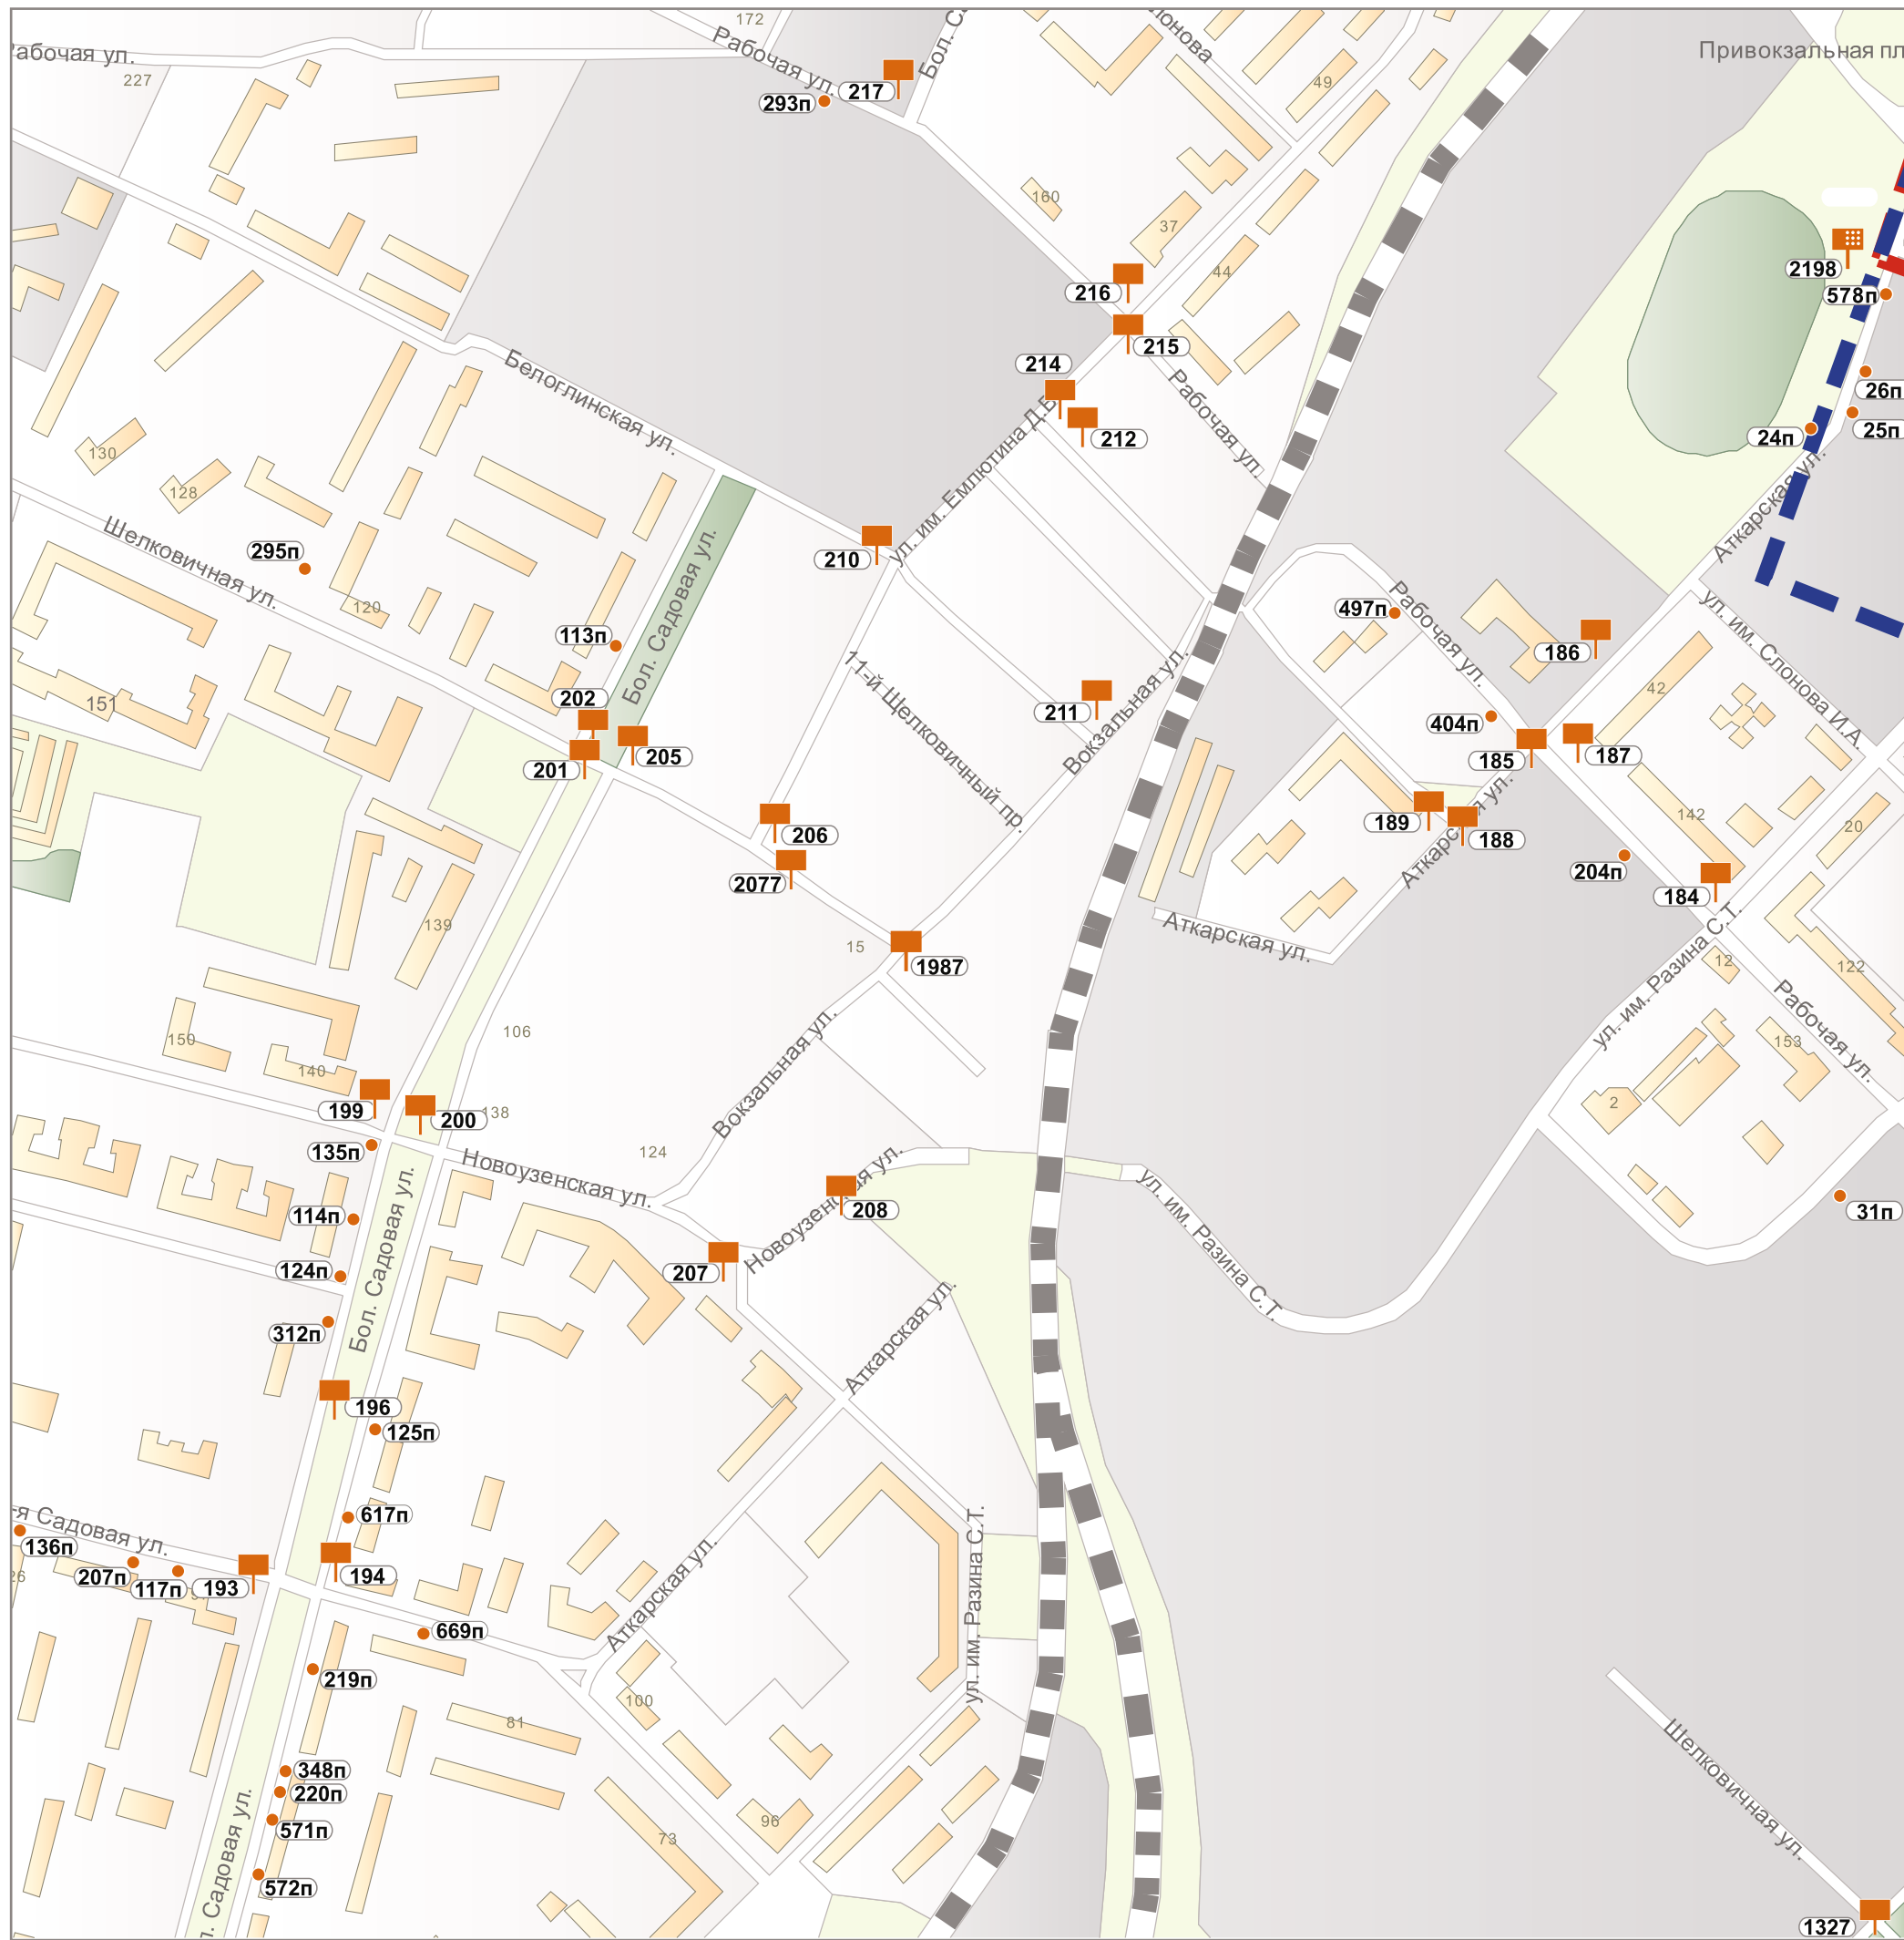 172
Рабочая ул.
Рабочая ул.
Бол.
Привокзальная пл
227
217
293п
49
160
37
44
2198
578п
216
215
214
212
26п
25п
24п
Рабочая ул.
Белоглинская ул.
ул. им. Емлютина Д.В.
Аткарская ул.
130
128
Шелковичная ул.
295п
120
113п
Бол. Садовая ул.
210
11-й Щелковичный пр.
211
Вокзальная ул.
497п
Рабочая ул.
186
ул. им. Слонова И.А.
42
404п
185
187
151
202
201
205
206
2077
189
188
Аткарская ул.
142
20
204п
184
139
15
1987
Аткарская ул.
ул. им. Разина С.Т.
12
122
Рабочая ул.
153
2
150
140
106
138
199
200
135п
Вокзальная ул.
124
Новоузенская ул.
Новоузенская ул.
208
207
ул. им. Разина С.Т.
31п
114п
124п
Бол. Садовая ул.
312п
Аткарская ул.
196
125п
617п
-я Садовая ул.
136п
207п
117п
193
194
26
669п
219п
Аткарская ул.
ул. им. Разина С.Т.
100
81
348п
220п
571п
572п
96
73
Садовая ул.
Шелковичная ул.
1327